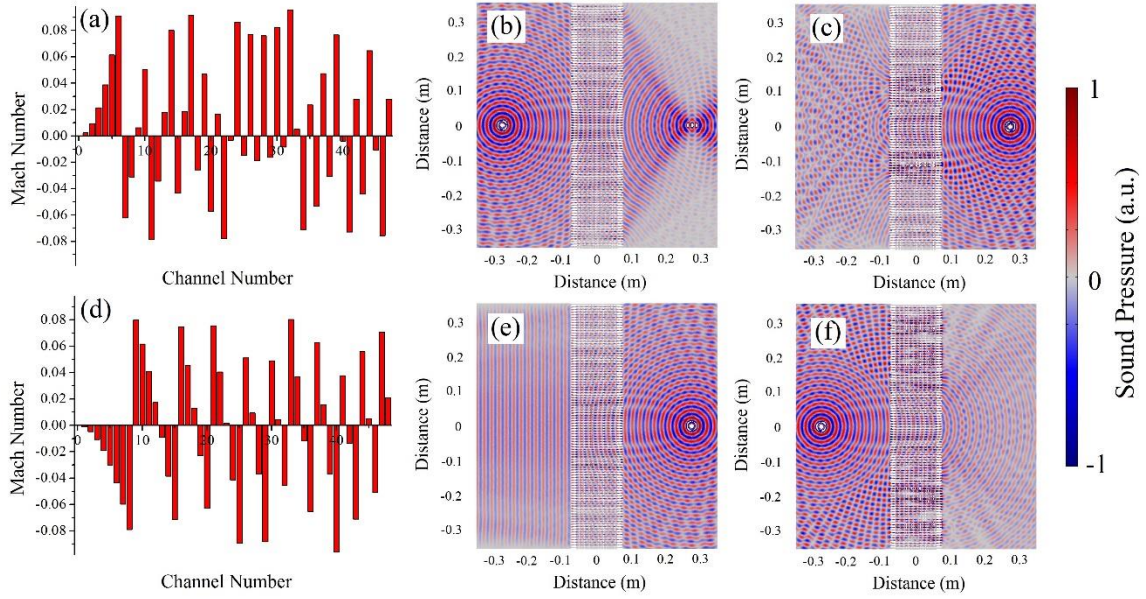 (a)
0.08
0.06
0.04
0.02
0.00
-0.02
-0.04
-0.06
-0.08
0 10 20 30 40
Mach Number
Channel Number
(b)
0.3
0.2
0.1
0
-0.1
-0.2
-0.3
Distance (m)
-0.3 -0.2 -0.1 0 0.1 0.2 0.3
Distance (m)
(c)
0.3
0.2
0.1
0
-0.1
-0.2
-0.3
Distance (m)
-0.3 -0.2 -0.1 0 0.1 0.2 0.3
Distance (m)
(d)
0.08
0.06
0.04
0.02
0.00
-0.02
-0.04
-0.06
-0.08
0 10 20 30 40
Mach Number
Channel Number
(e)
0.3
0.2
0.1
0
-0.1
-0.2
-0.3
Distance (m)
-0.3 -0.2 -0.1 0 0.1 0.2 0.3
Distance (m)
(f)
0.3
0.2
0.1
0
-0.1
-0.2
-0.3
Distance (m)
-0.3 -0.2 -0.1 0 0.1 0.2 0.3
Distance (m)
1
0
-1
Sound Pressure (a.u.)